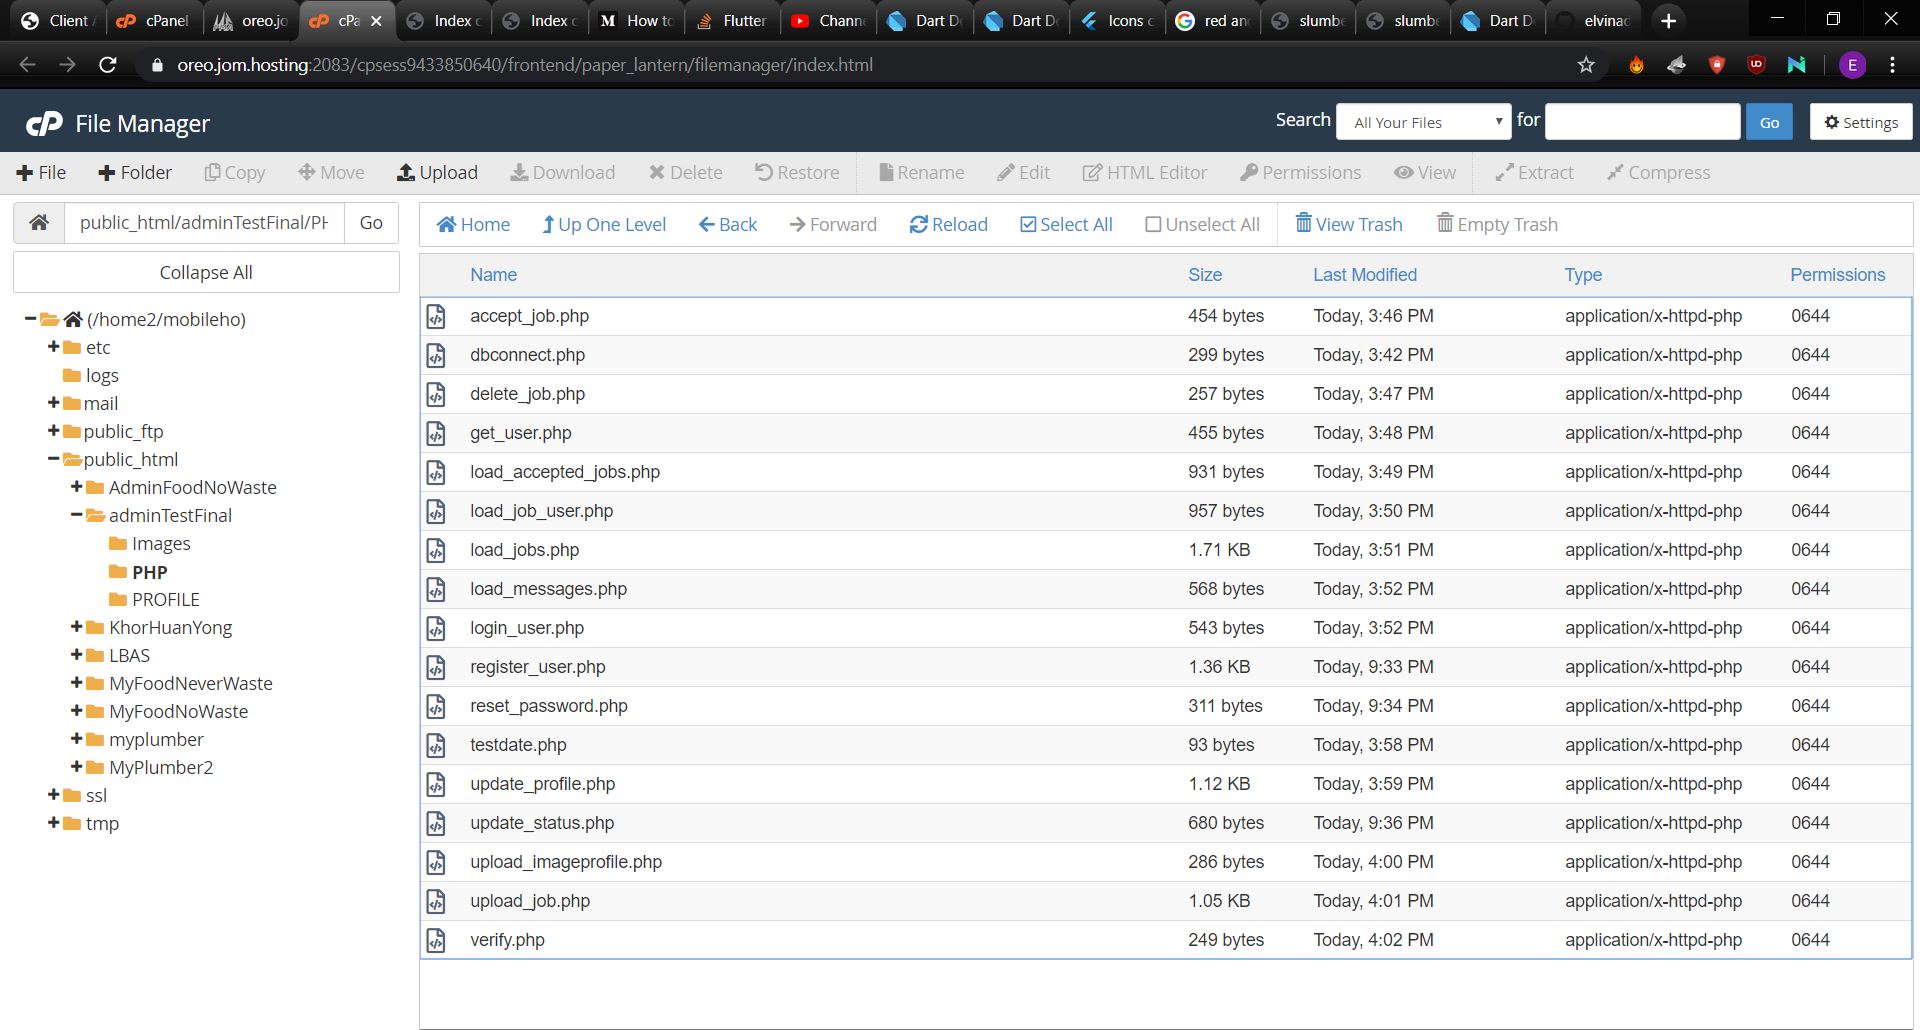 Client A cPanel oreo.jo cPa Index c Index c How to Flutter Chann Dart D Dart D Icons c red an slumbe slumbe Dart D elvinad
oreo.jom.hosting:2083/cpsess9433850640/frontend/paper_lantern/filemanager/index.html E
cP File Manager Search All Your Files for Go Settings
File Folder Copy Move Upload Download Delete Restore Rename Edit HTML Editor Permissions View Extract Compress
public_html/adminTestFinal/PH Go Home Up One Level Back Forward Reload Select All Unselect All View Trash Empty Trash
Collapse All
(/home2/mobileho)
etc
logs
mail
public_ftp
public_html
AdminFoodNoWaste
adminTestFinal
Images
PHP
PROFILE
KhorHuanYong
LBAS
MyFoodNeverWaste
MyFoodNoWaste
myplumber
MyPlumber2
ssl
tmp
Name Size Last Modified Type Permissions
accept_job.php 454 bytes Today, 3:46 PM application/x-httpd-php 0644
dbconnect.php 299 bytes Today, 3:42 PM application/x-httpd-php 0644
delete_job.php 257 bytes Today, 3:47 PM application/x-httpd-php 0644
get_user.php 455 bytes Today, 3:48 PM application/x-httpd-php 0644
load_accepted_jobs.php 931 bytes Today, 3:49 PM application/x-httpd-php 0644
load_job_user.php 957 bytes Today, 3:50 PM application/x-httpd-php 0644
load_jobs.php 1.71 KB Today, 3:51 PM application/x-httpd-php 0644
load_messages.php 568 bytes Today, 3:52 PM application/x-httpd-php 0644
login_user.php 543 bytes Today, 3:52 PM application/x-httpd-php 0644
register_user.php 1.36 KB Today, 9:33 PM application/x-httpd-php 0644
reset_password.php 311 bytes Today, 9:34 PM application/x-httpd-php 0644
testdate.php 93 bytes Today, 3:58 PM application/x-httpd-php 0644
update_profile.php 1.12 KB Today, 3:59 PM application/x-httpd-php 0644
update_status.php 680 bytes Today, 9:36 PM application/x-httpd-php 0644
upload_imageprofile.php 286 bytes Today, 4:00 PM application/x-httpd-php 0644
upload_job.php 1.05 KB Today, 4:01 PM application/x-httpd-php 0644
verify.php 249 bytes Today, 4:02 PM application/x-httpd-php 0644